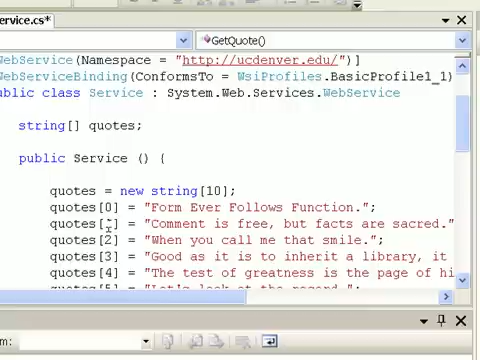 ervice.cs*
GetQuote()
WebService(Namespace = "http://ucdenver.edu/")]
WebServiceBinding(ConformsTo = WsiProfiles.BasicProfile1_1)
ublic class Service : System.Web.Services.WebService
string[] quotes;
public Service () {
quotes = new string[10];
quotes[0] = "Form Ever Follows Function.";
quotes[ ] = "Comment is free, but facts are sacred."
quotes[2] = "When you call me that smile.";
quotes[3] = "Good as it is to inherit a library, it
quotes[4] = "The test of greatness is the page of hi
quotes[5] = "Let's look at the record.";
m: